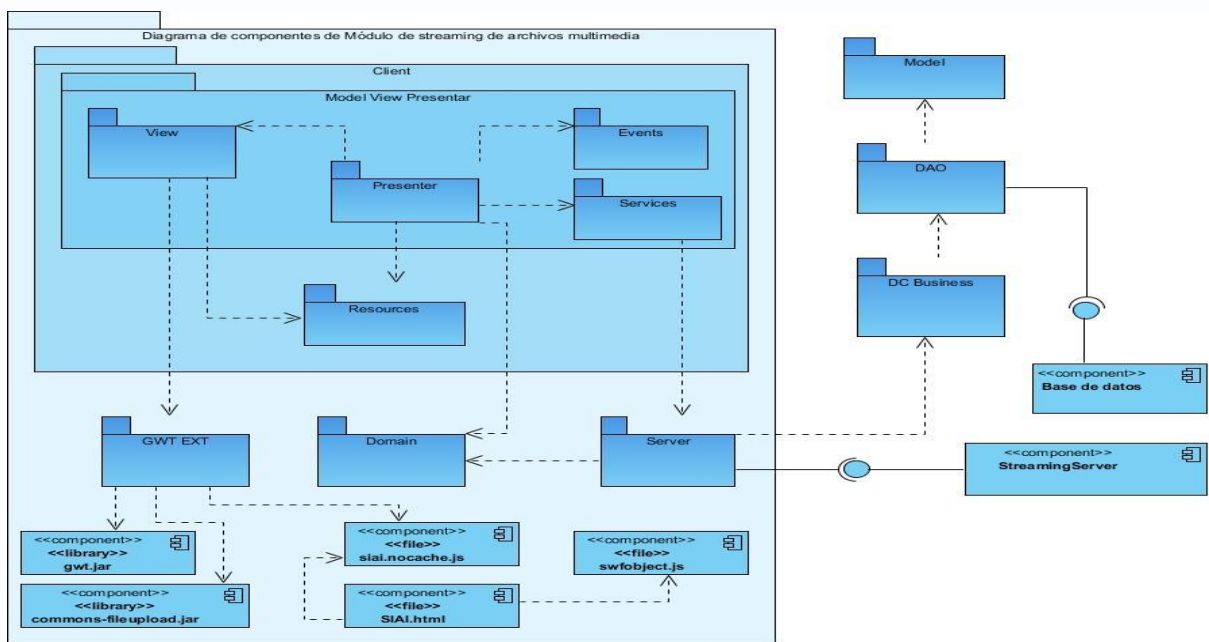 Diagrama de componentes de Módulo de streaming de archivos multimedia
Client
Model View Presentar
View
Events
Presenter
Services
Resources
Model
DAO
DC Business
<<component>>
Base de datos
GWT EXT
Domain
Server
<<component>>
StreamingServer
<<component>>
<<library>>
gwt.jar
<<component>>
<<file>>
siai.nocache.js
<<component>>
<<file>>
swfobject.js
<<component>>
<<library>>
commons-fileupload.jar
<<component>>
<<file>>
SIAI.html